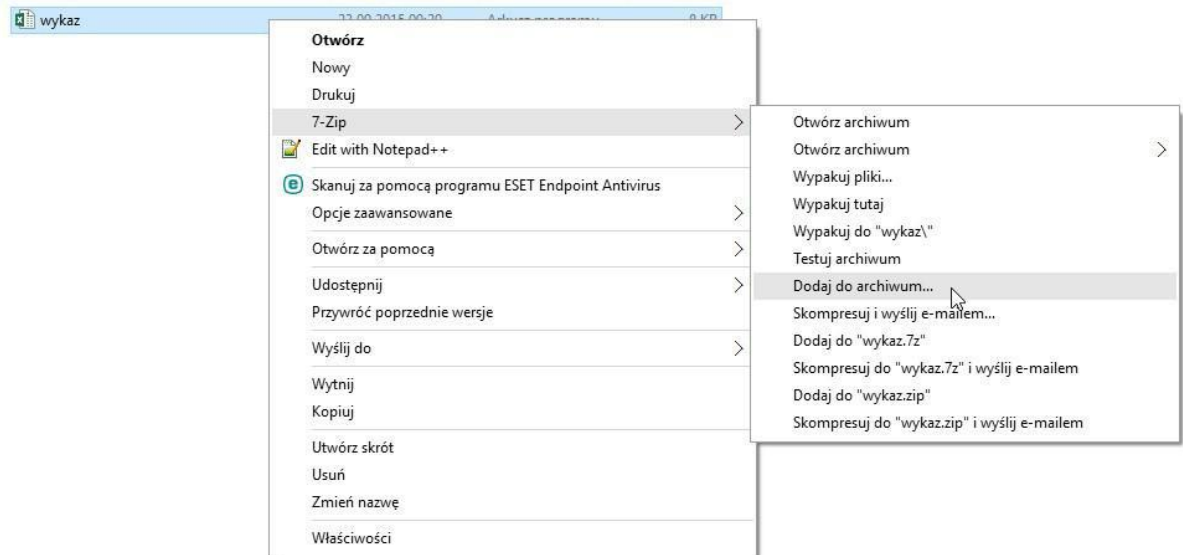 wykaz
Otwórz
Nowy
Drukuj
7-Zip
Edit with Notepad++
Skanuj za pomocą programu ESET Endpoint Antivirus
Opcje zaawansowane
Otwórz za pomocą
Udostępnij
Przywróć poprzednie wersje
Wyślij do
Wytnij
Kopiuj
Utwórz skrót
Usuń
Zmień nazwę
Właściwości
Otwórz archiwum
Otwórz archiwum
Wypakuj pliki...
Wypakuj tutaj
Wypakuj do "wykaz\"
Testuj archiwum
Dodaj do archiwum...
Skompresuj i wyślij e-mailem...
Dodaj do "wykaz.7z"
Skompresuj do "wykaz.7z" i wyślij e-mailem
Dodaj do "wykaz.zip"
Skompresuj do "wykaz.zip" i wyślij e-mailem